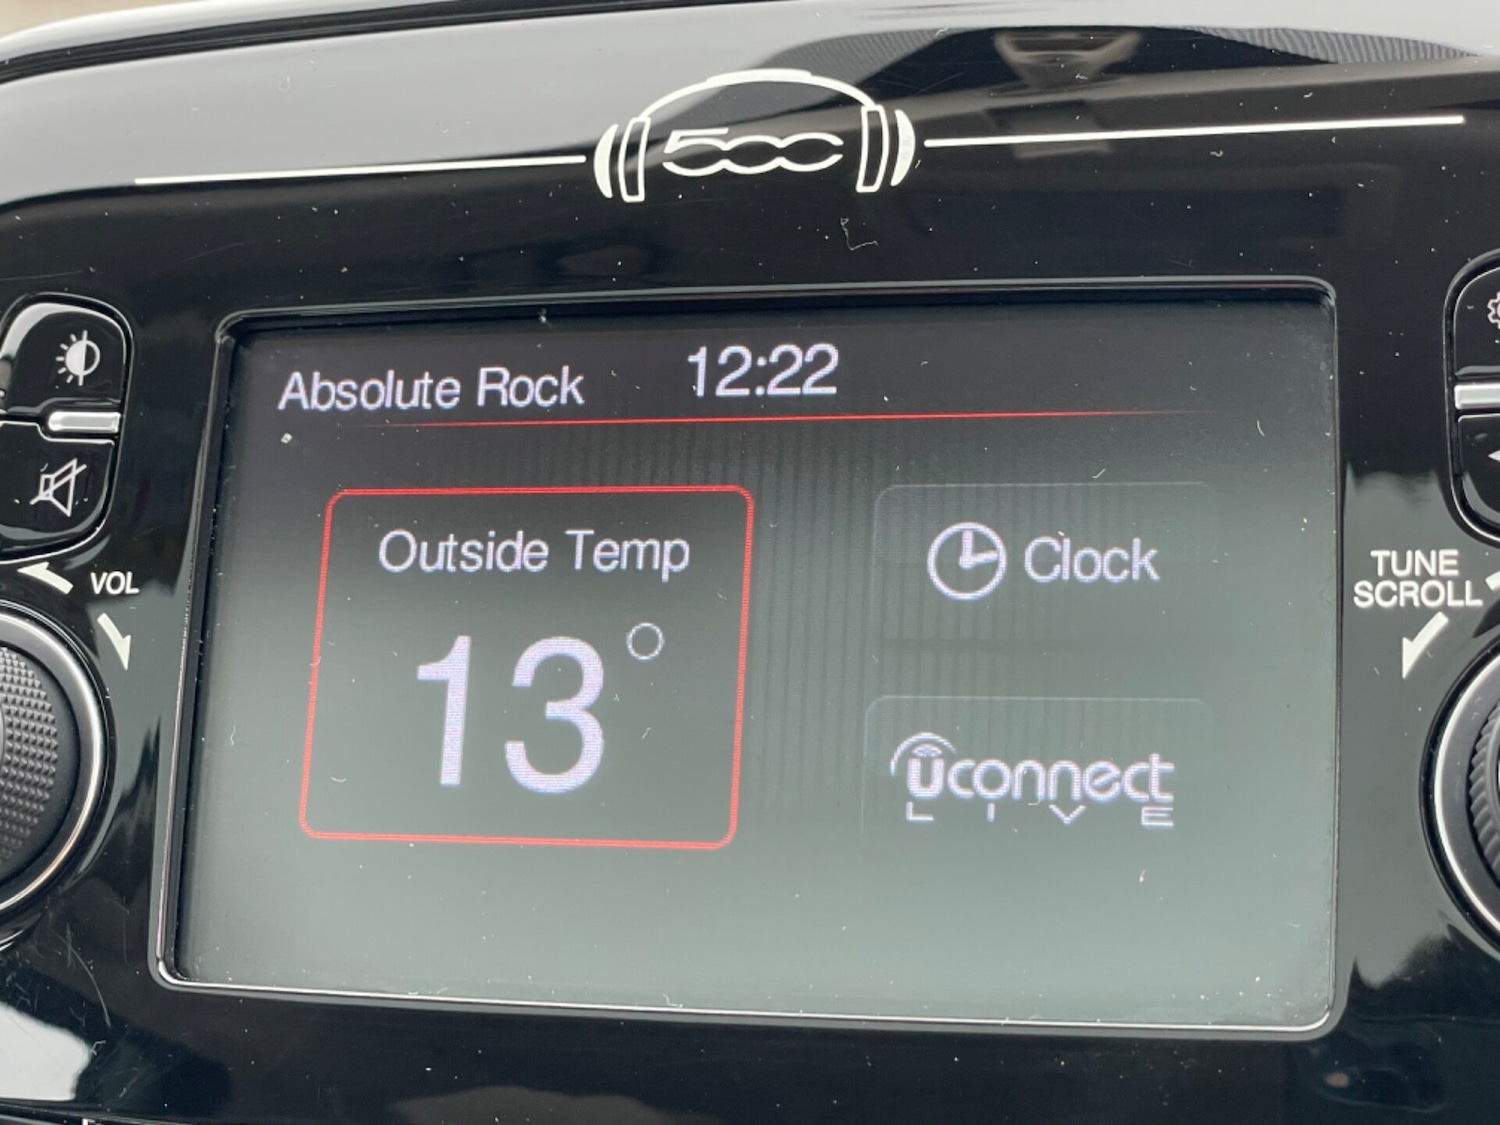 500
Absolute Rock 12:22
Outside Temp
13°
Clock
uconnect
LIVE
VOL
TUNE
SCROLL